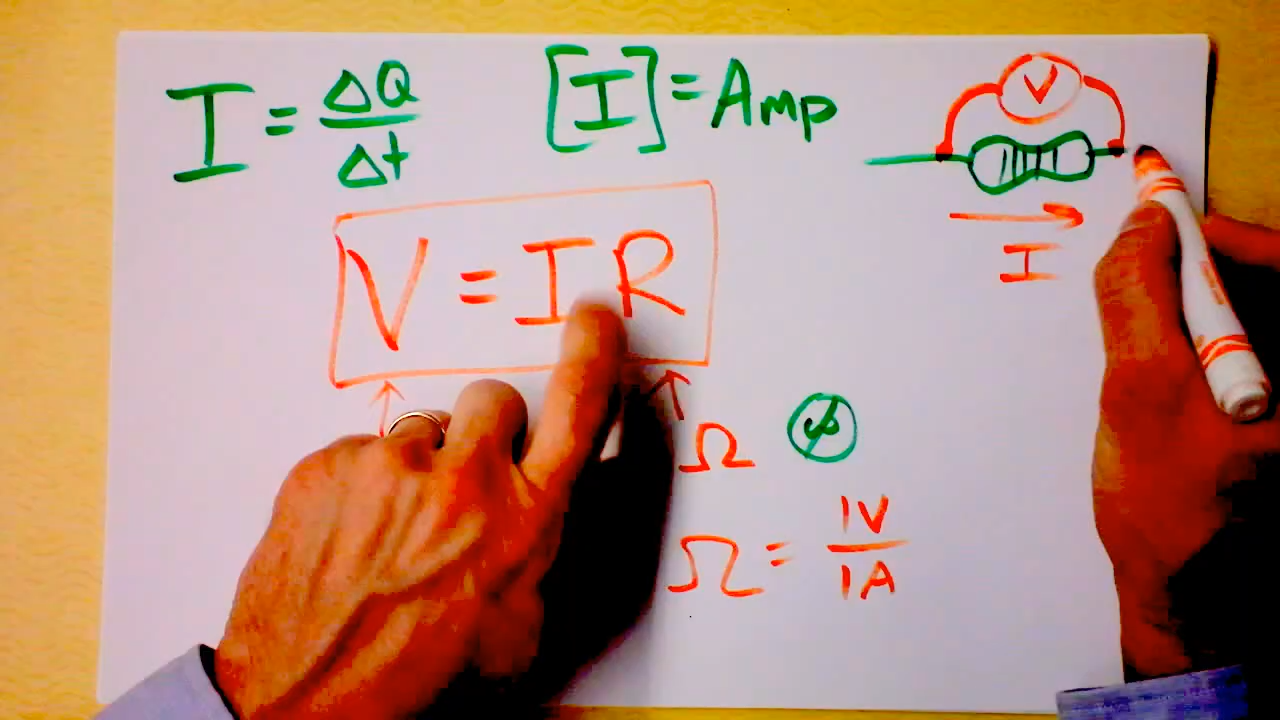 I = ΔQ/Δt
[I] = Amp
V
I
V = IR
Ω
Ω = 1V/1A